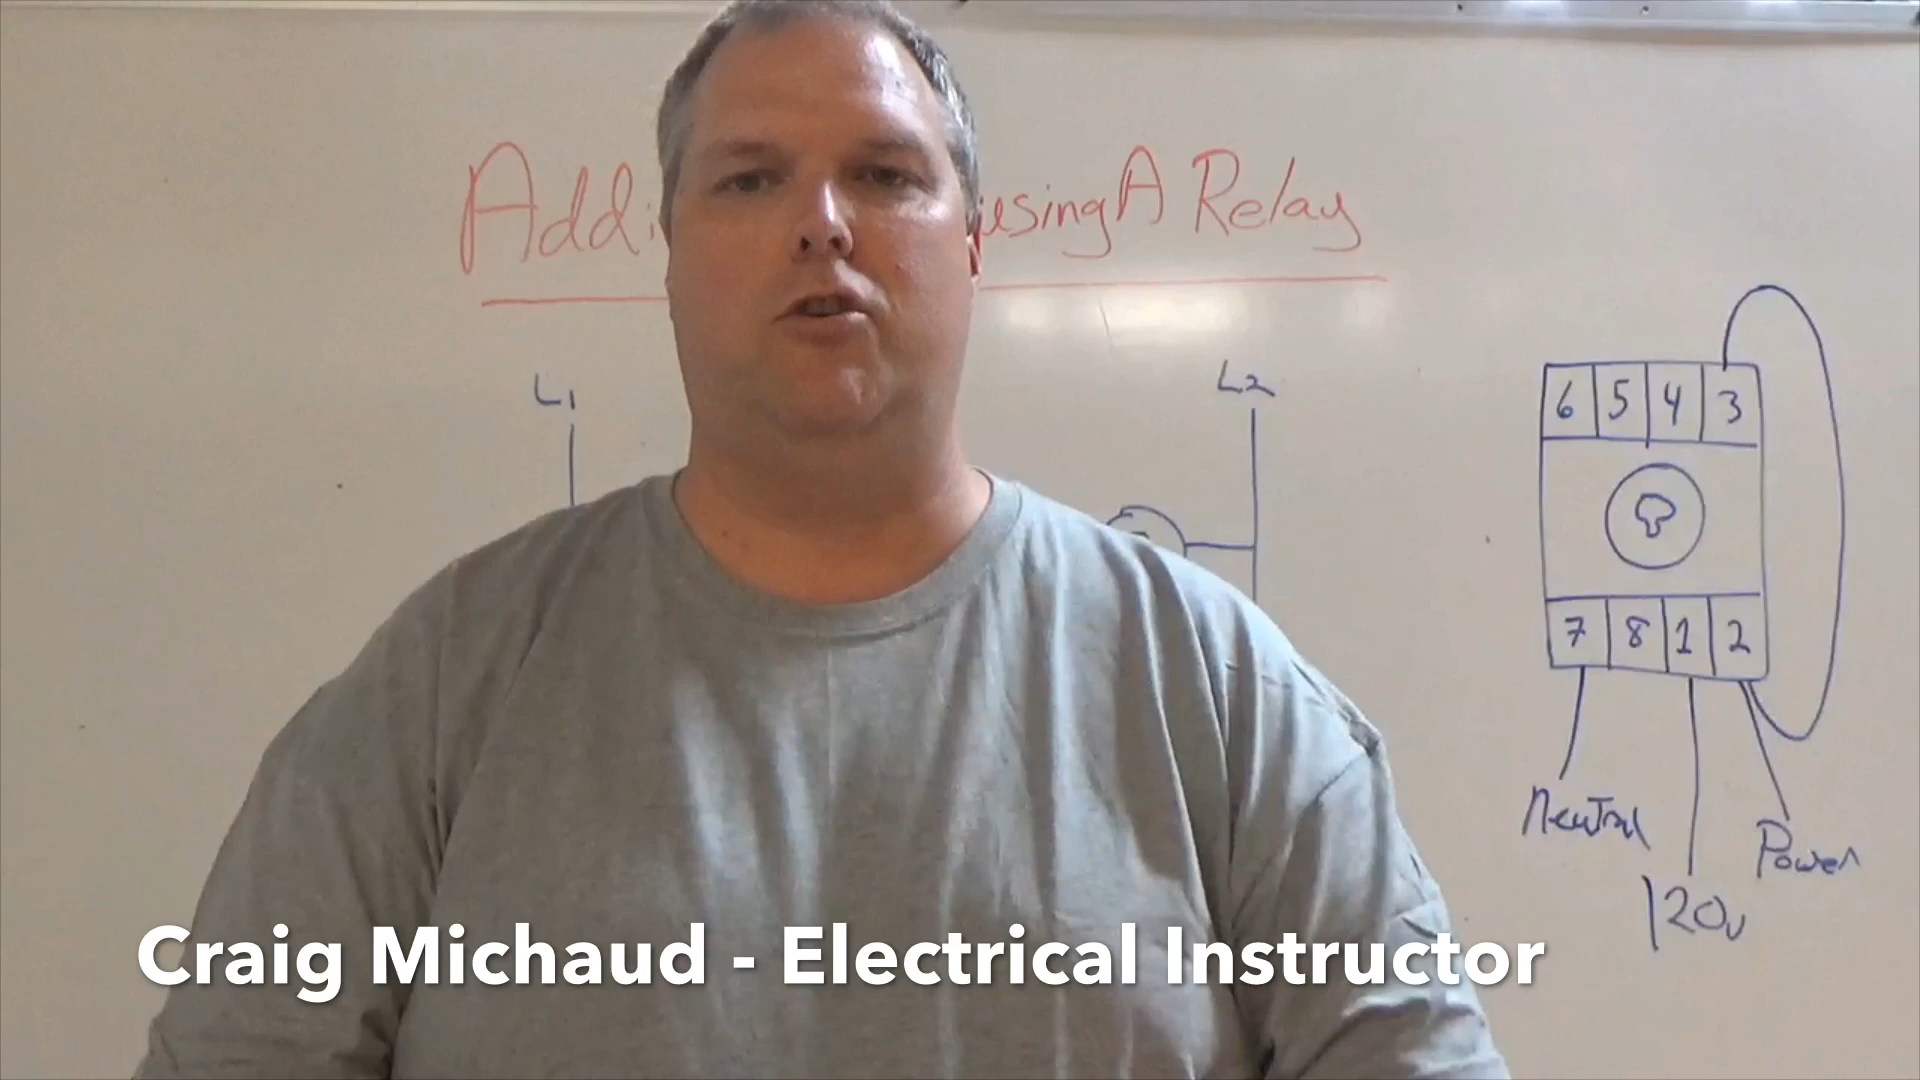 using A Relay
L1
L2
6 5 4 3
7 8 1 2
Neutral
Power
120v
Craig Michaud - Electrical Instructor